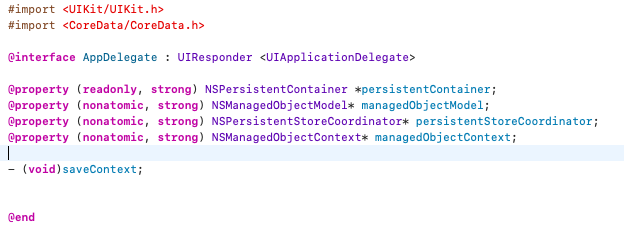 #import <UIKit/UIKit.h>
#import <CoreData/CoreData.h>
@interface AppDelegate : UIResponder <UIApplicationDelegate>
@property (readonly, strong) NSPersistentContainer *persistentContainer;
@property (nonatomic, strong) NSManagedObjectModel* managedObjectModel;
@property (nonatomic, strong) NSPersistentStoreCoordinator* persistentStoreCoordinator;
@property (nonatomic, strong) NSManagedObjectContext* managedObjectContext;
- (void)saveContext;
@end